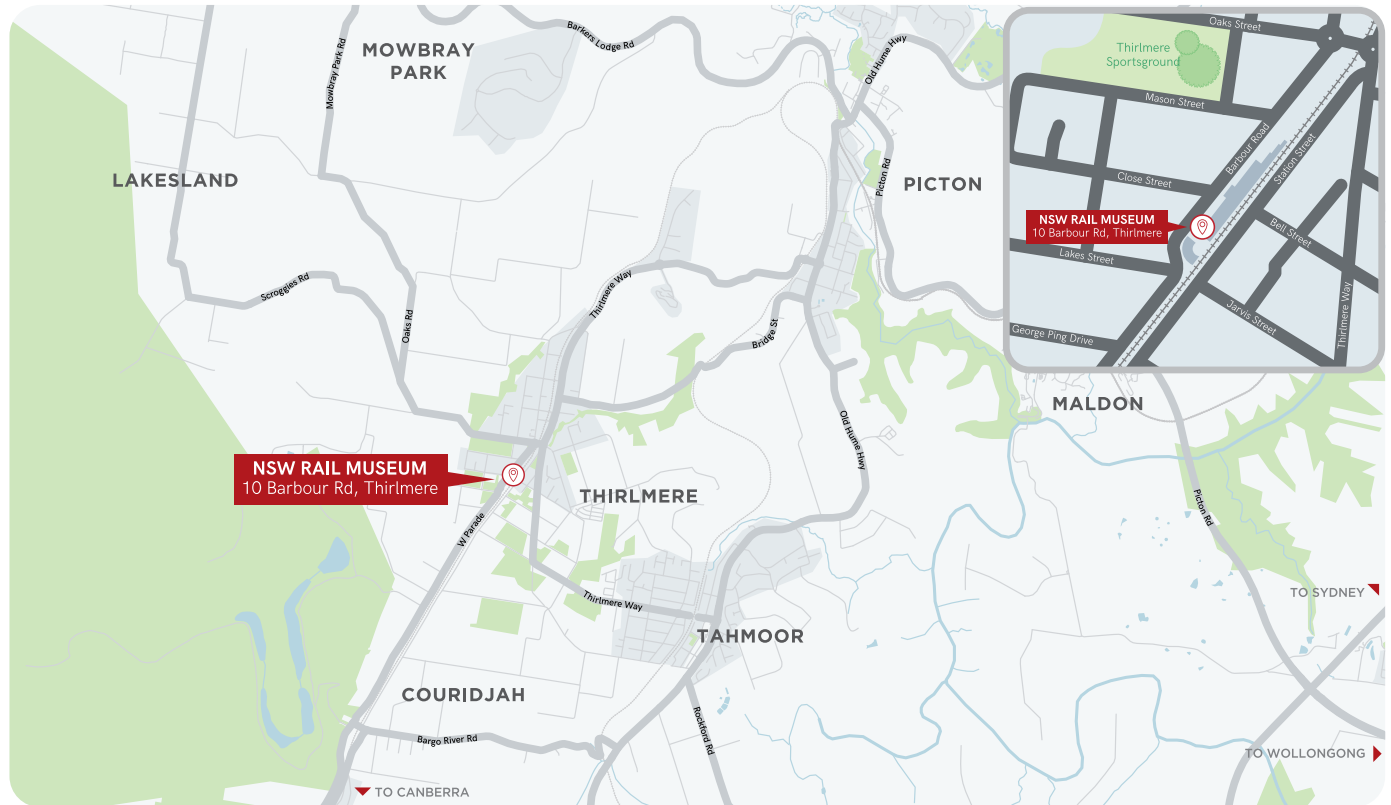 MOWBRAY
PARK
Barkers Lodge Rd
Old Hume Hwy
Mowbray Park Rd
LAKESLAND
Picton Rd
PICTON
Scroggies Rd
Oaks Rd
Thirlmere Way
Bridge St
Old Hume Hwy
MALDON
NSW RAIL MUSEUM
10 Barbour Rd, Thirlmere
THIRLMERE
W Parade
Picton Rd
Thirlmere Way
TO SYDNEY
TAHMOOR
COURIDJAH
Rockford Rd
Bargo River Rd
TO WOLLONGONG
TO CANBERRA
Oaks Street
Thirlmere
Sportsground
Mason Street
Barbour Road
Station Street
Close Street
NSW RAIL MUSEUM
10 Barbour Rd, Thirlmere
Bell Street
Lakes Street
Jarvis Street
Thirlmere Way
George Ping Drive